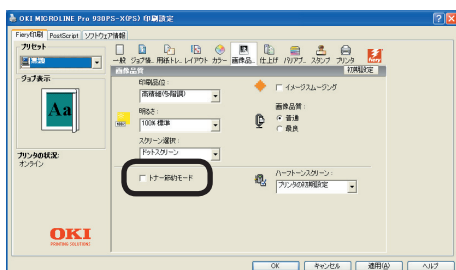 OKI MICROLINE Pro 930PS-X(PS) 印刷設定
Fiery印刷 PostScript ソフトウェア情報
プリセット
標準設定
ジョブ表示
Aa
プリンタの状況:
オンライン
OKI
PRINTING SOLUTIONS
一般 ジョブ情.. 用紙トレ.. レイアウト カラー 画像品.. 仕上げ バリアブ.. スタンプ プリンタ
画像品質 初期設定
印刷品位:
高精細(多階調)
明るさ:
100% 標準
スクリーン選択:
ドットスクリーン
トナー節約モード
イメージスムージング
画像品質:
普通
最良
ハーフトーンスクリーン:
プリンタの初期設定
OK キャンセル 適用(A) ヘルプ